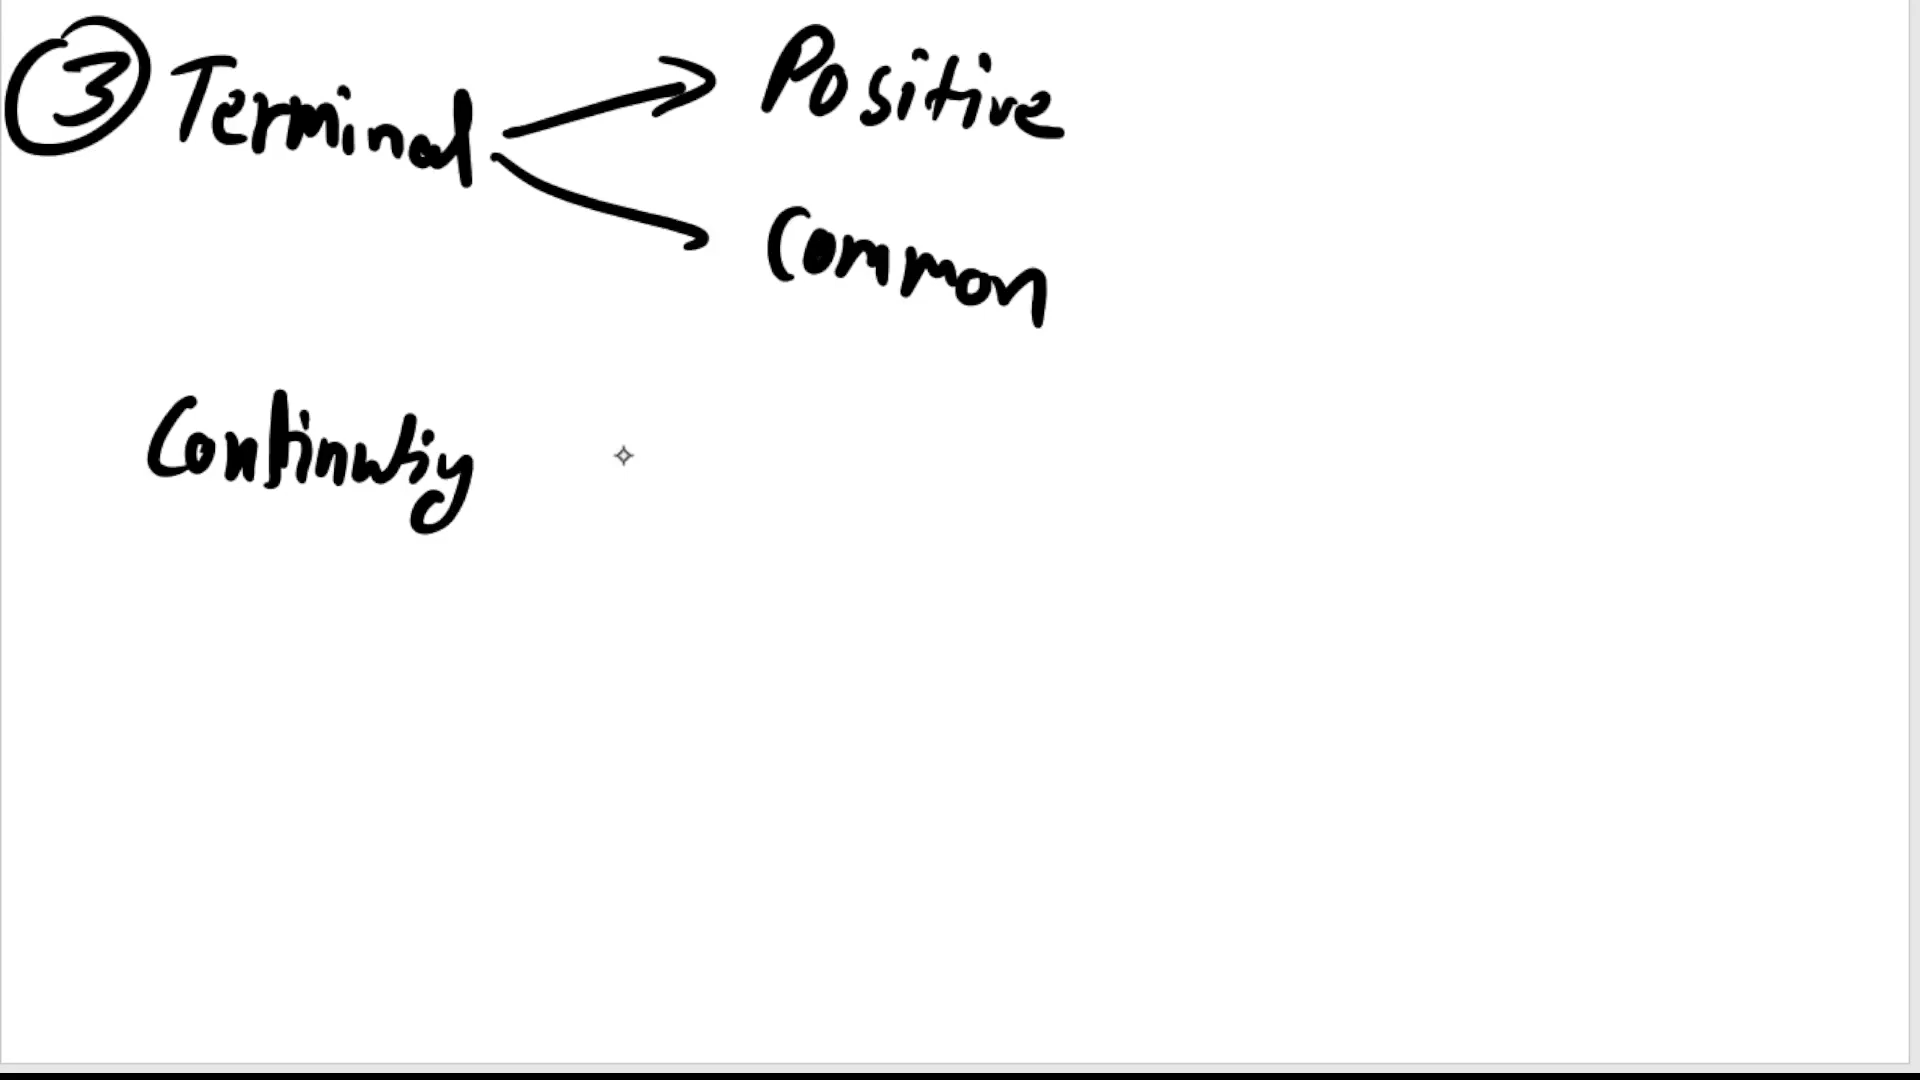 ③ Terminal → Positive
Common
Continutiy